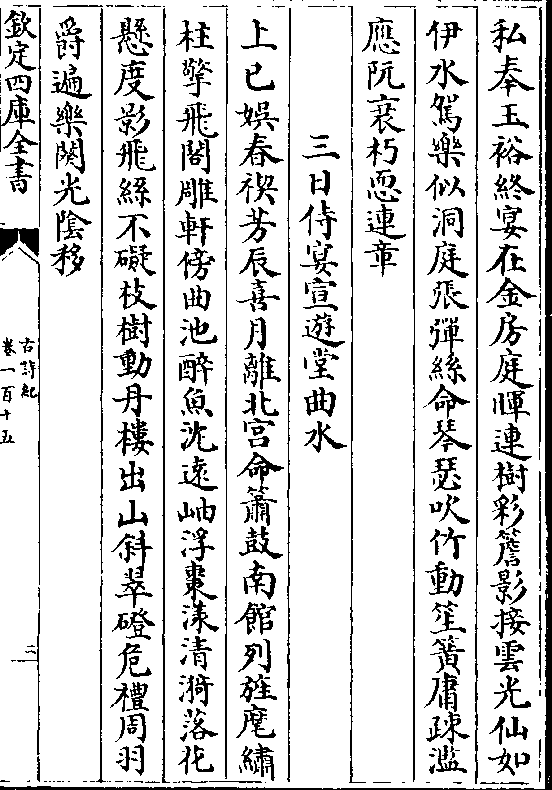 私奉玉裕終宴在金房庭暉連樹彩簷影接雲光仙如
伊水駕樂似洞庭張彈絲命琴瑟吹竹動笙簧庸疎濫
應阮衰朽恧連章
三日侍宴宣遊堂曲水
上巳娯春禊芳辰喜月離北宫命簫鼓南館列旌麾繡
柱擎飛閣雕軒傍曲池醉魚沈逺岫浮棗漾清漪落花
懸度影飛絲不礙枝樹動丹樓出山斜翠磴危禮周羽
爵遍樂闋光隂移
欽定四庫全書
古詩紀
卷一百十五
三